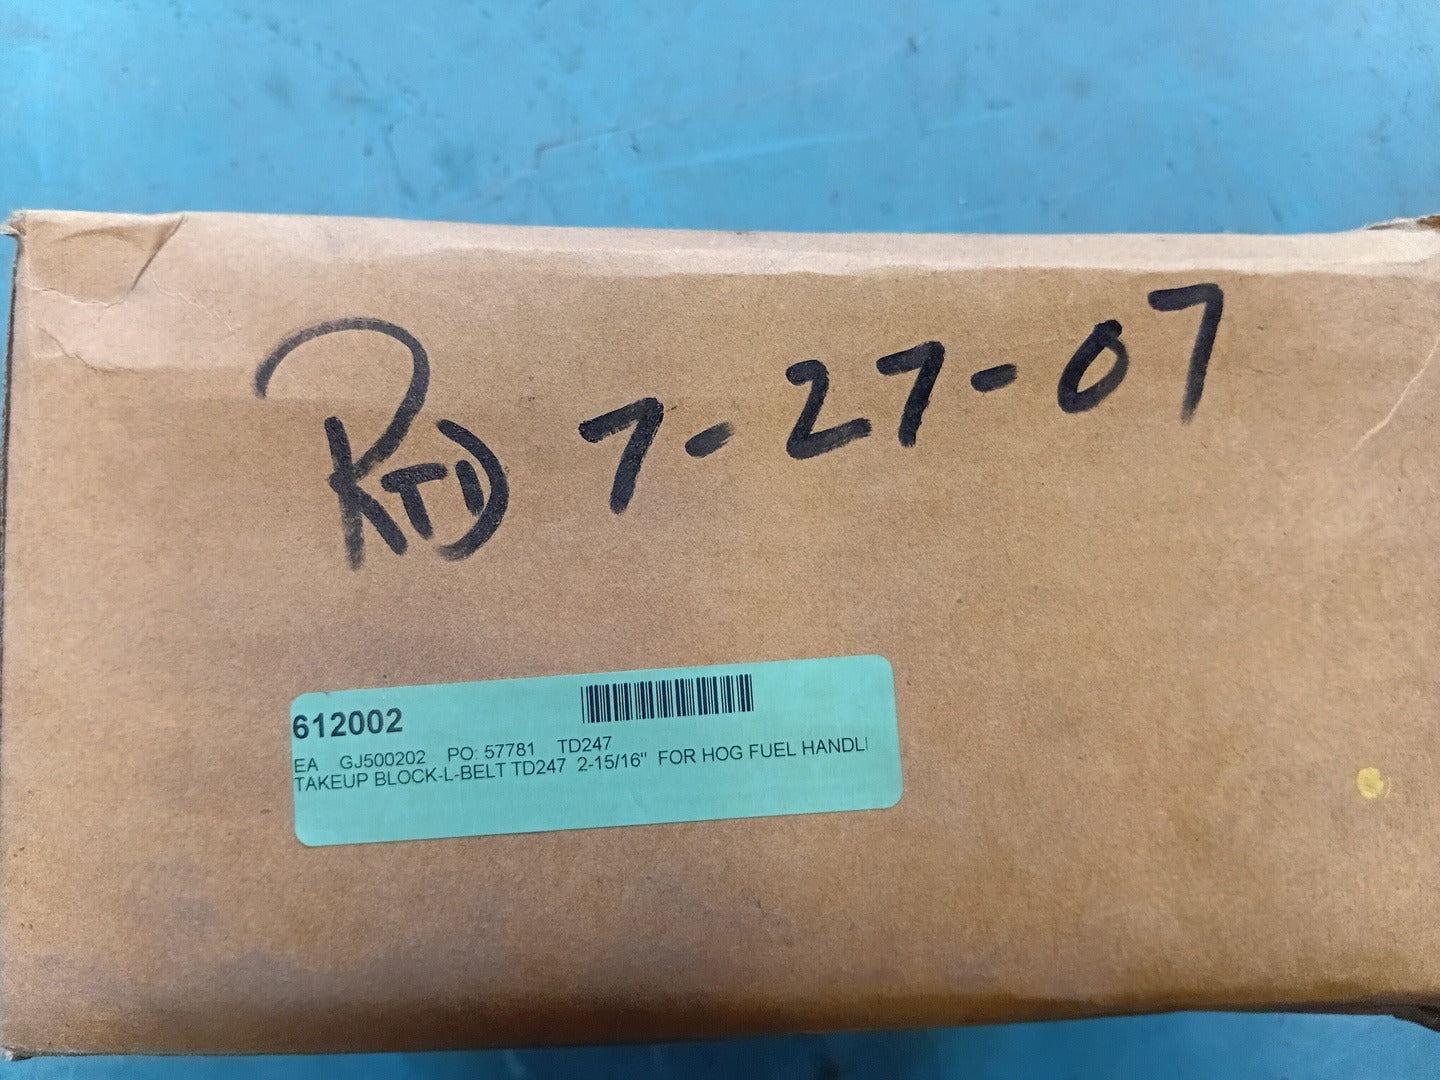 RTD 7-27-07
612002
EA GJ500202 PO: 57781 TD247
TAKEUP BLOCK-L-BELT TD247 2-15/16" FOR HOG FUEL HANDLI